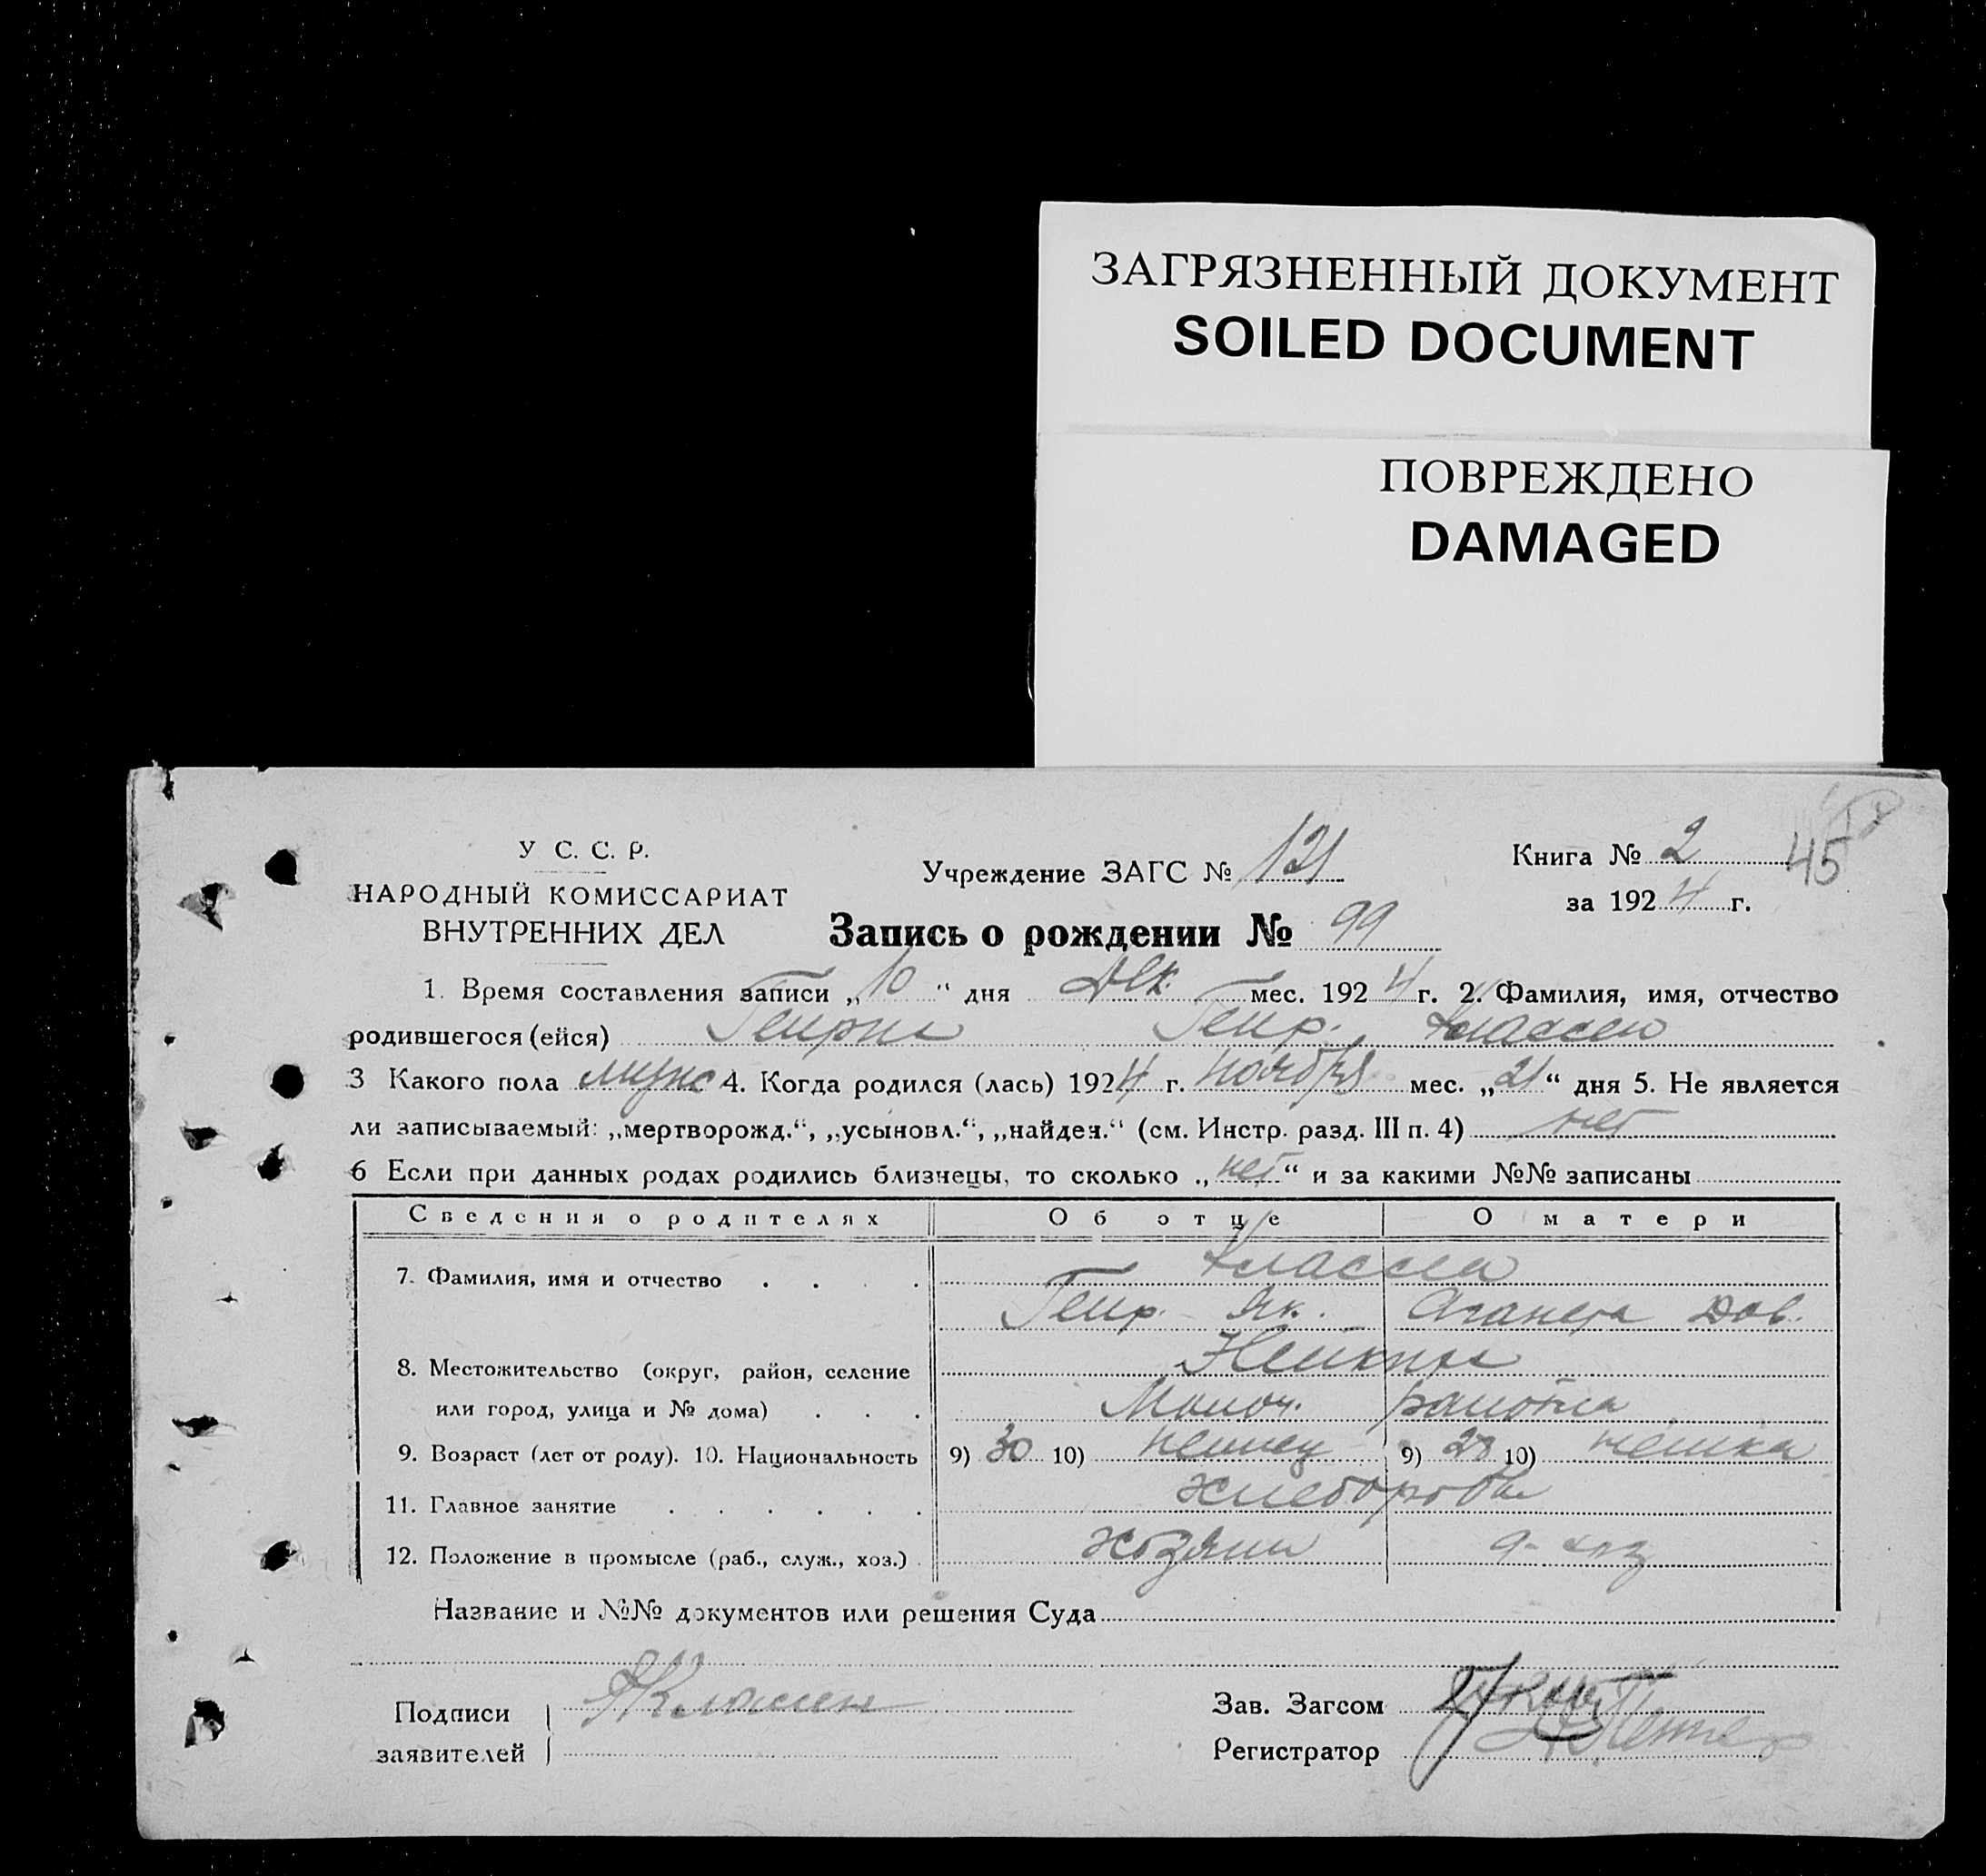 ЗАГРЯЗНЕННЫЙ ДОКУМЕНТ
SOILED DOCUMENT
ПОВРЕЖДЕНО
DAMAGED
У С. С. Р.
НАРОДНЫЙ КОМИССАРИАТ
ВНУТРЕННИХ ДЕЛ
Учреждение ЗАГС № 121
Книга № 2
45
за 1924 г.
Запись о рождении № 99
1. Время составления записи „10“ дня Дек. мес. 1924 г. 2. Фамилия, имя, отчество
родившегося (ейся) Генрих Генр. Классен
3 Какого пола муж 4. Когда родился (лась) 1924 г. ноября мес. „21“ дня 5. Не является
ли записываемый: „мертворожд.“, „усыновл.“, „найден.“ (см. Инстр. разд. III п. 4) нет
6 Если при данных родах родились близнецы, то сколько „нет“ и за какими №№ записаны
Сведения о родителях Об отце О матери
7. Фамилия, имя и отчество Классен
Генр. Як. Аганета Дав.
8. Местожительство (округ, район, селение
или город, улица и № дома) Молоч. района
9. Возраст (лет от роду). 10. Национальность 9) 30 10) немец 9) 28 10) немка
11. Главное занятие хлебороб
12. Положение в промысле (раб., служ., хоз.) хозяин
Название и №№ документов или решения Суда
Подписи Классен
заявителей
Зав. Загсом
Регистратор